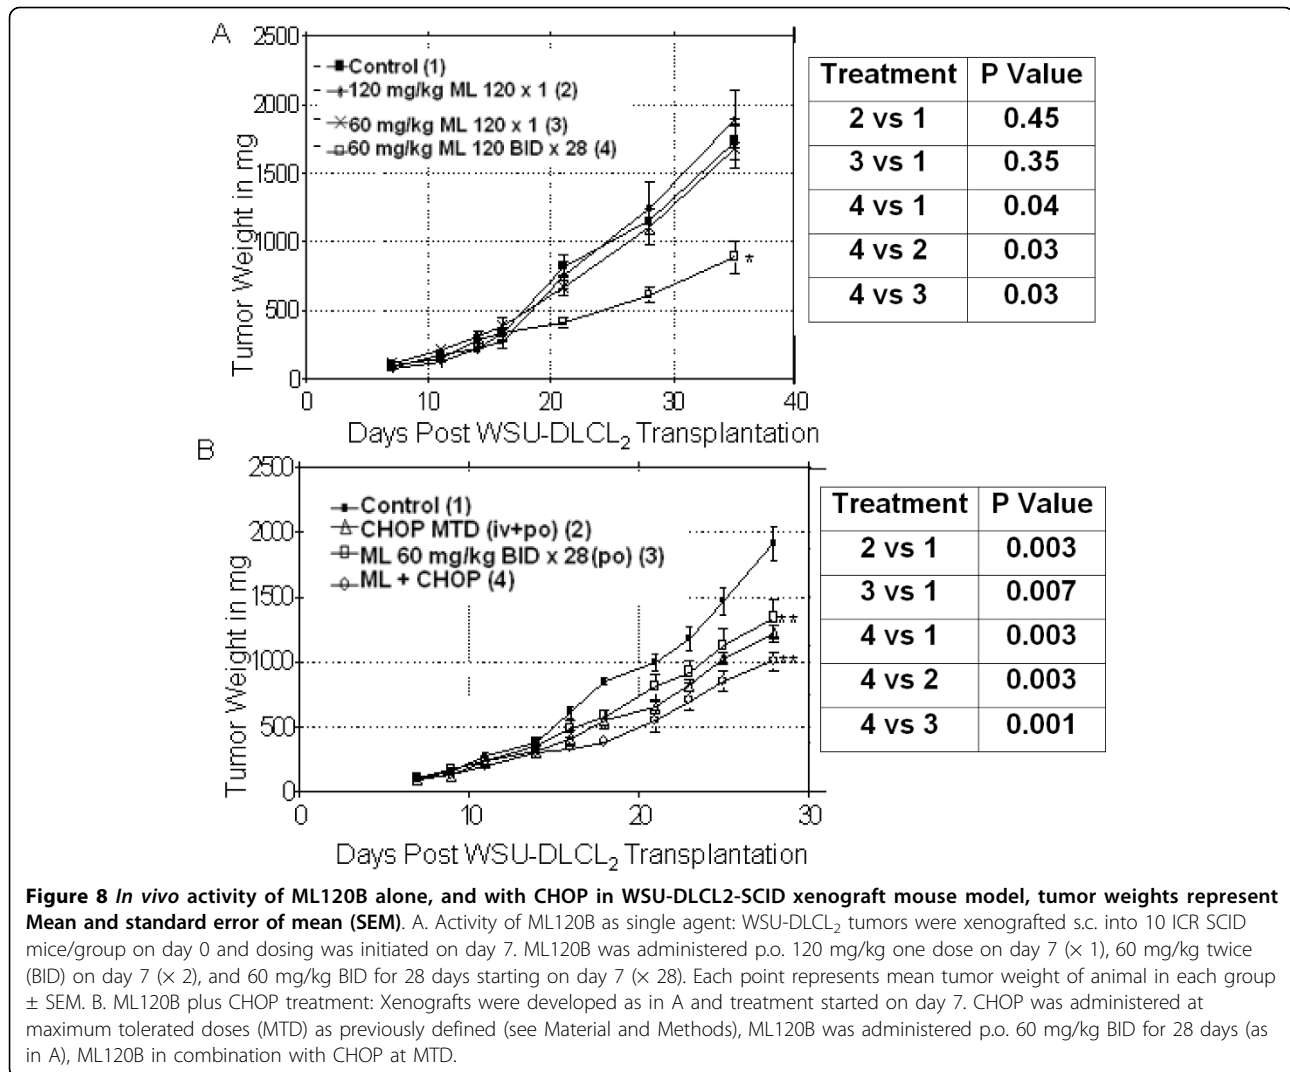 A
2500
2000
1500
1000
500
0
Tumor Weight in mg
Control (1)
120 mg/kg ML 120 x 1 (2)
60 mg/kg ML 120 x 1 (3)
60 mg/kg ML 120 BID x 28 (4)
*
0 10 20 30 40
Days Post WSU-DLCL2 Transplantation
Treatment P Value
2 vs 1 0.45
3 vs 1 0.35
4 vs 1 0.04
4 vs 2 0.03
4 vs 3 0.03
B
2500
2000
1500
1000
500
0
Tumor Weight in mg
Control (1)
CHOP MTD (iv+po) (2)
ML 60 mg/kg BID x 28(po) (3)
ML + CHOP (4)
**
**
0 10 20 30
Days Post WSU-DLCL2 Transplantation
Treatment P Value
2 vs 1 0.003
3 vs 1 0.007
4 vs 1 0.003
4 vs 2 0.003
4 vs 3 0.001
Figure 8 In vivo activity of ML120B alone, and with CHOP in WSU-DLCL2-SCID xenograft mouse model, tumor weights represent
Mean and standard error of mean (SEM). A. Activity of ML120B as single agent: WSU-DLCL2 tumors were xenografted s.c. into 10 ICR SCID
mice/group on day 0 and dosing was initiated on day 7. ML120B was administered p.o. 120 mg/kg one dose on day 7 (× 1), 60 mg/kg twice
(BID) on day 7 (× 2), and 60 mg/kg BID for 28 days starting on day 7 (× 28). Each point represents mean tumor weight of animal in each group
± SEM. B. ML120B plus CHOP treatment: Xenografts were developed as in A and treatment started on day 7. CHOP was administered at
maximum tolerated doses (MTD) as previously defined (see Material and Methods), ML120B was administered p.o. 60 mg/kg BID for 28 days (as
in A), ML120B in combination with CHOP at MTD.